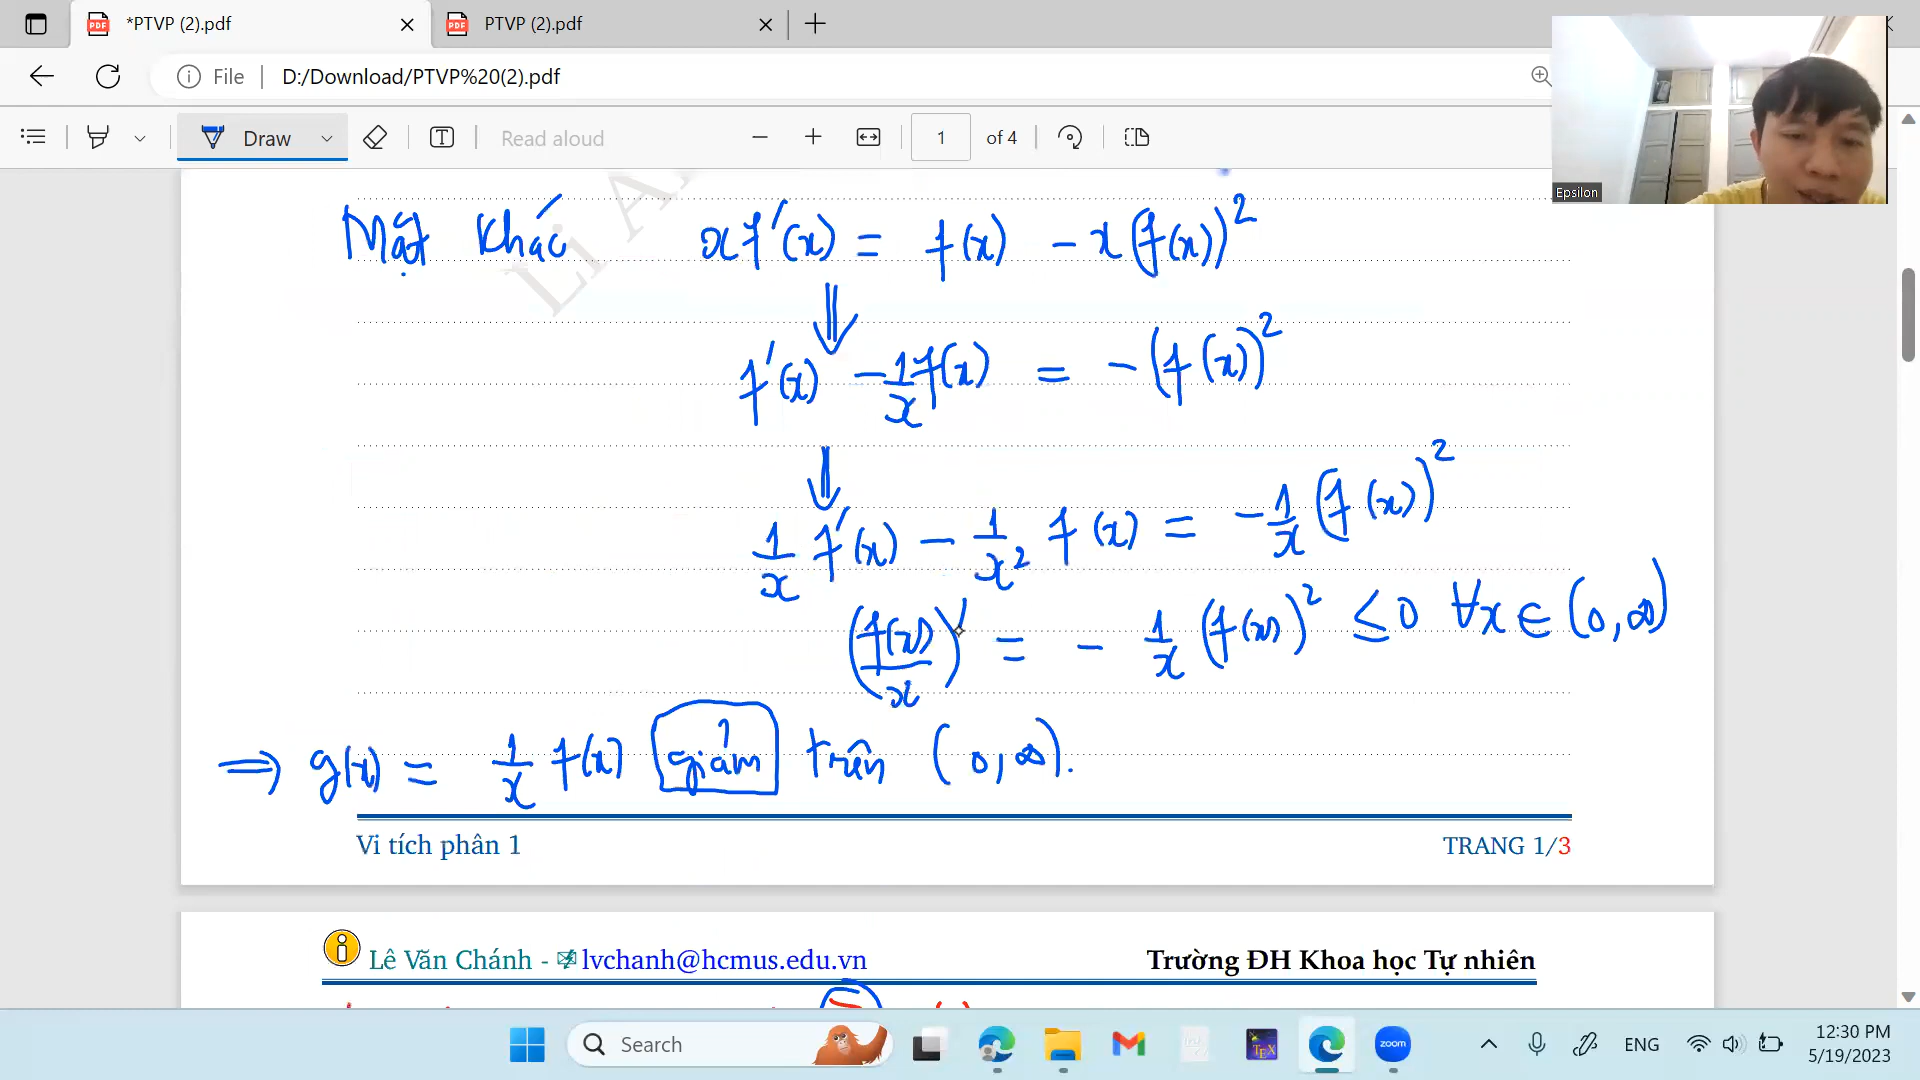 *PTVP (2).pdf
PTVP (2).pdf
File
D:/Download/PTVP%20(2).pdf
Draw
Read aloud
1
of 4
Epsilon
Li A
Mặt khác xf'(x) = f(x) - x(f(x))²
⇓
f'(x) - 1/x f(x) = -(f(x))²
⇓
1/x f'(x) - 1/x² f(x) = -1/x (f(x))²
(f(x)/x)' = - 1/x (f(x))² ≤ 0 ∀x ∈ (0,∞)
⇒ g(x) = 1/x f(x) giảm trên (0,∞).
Vi tích phân 1
TRANG 1/3
Lê Văn Chánh - lvchanh@hcmus.edu.vn
Trường ĐH Khoa học Tự nhiên
Search
TEX
zoom
ENG
12:30 PM
5/19/2023